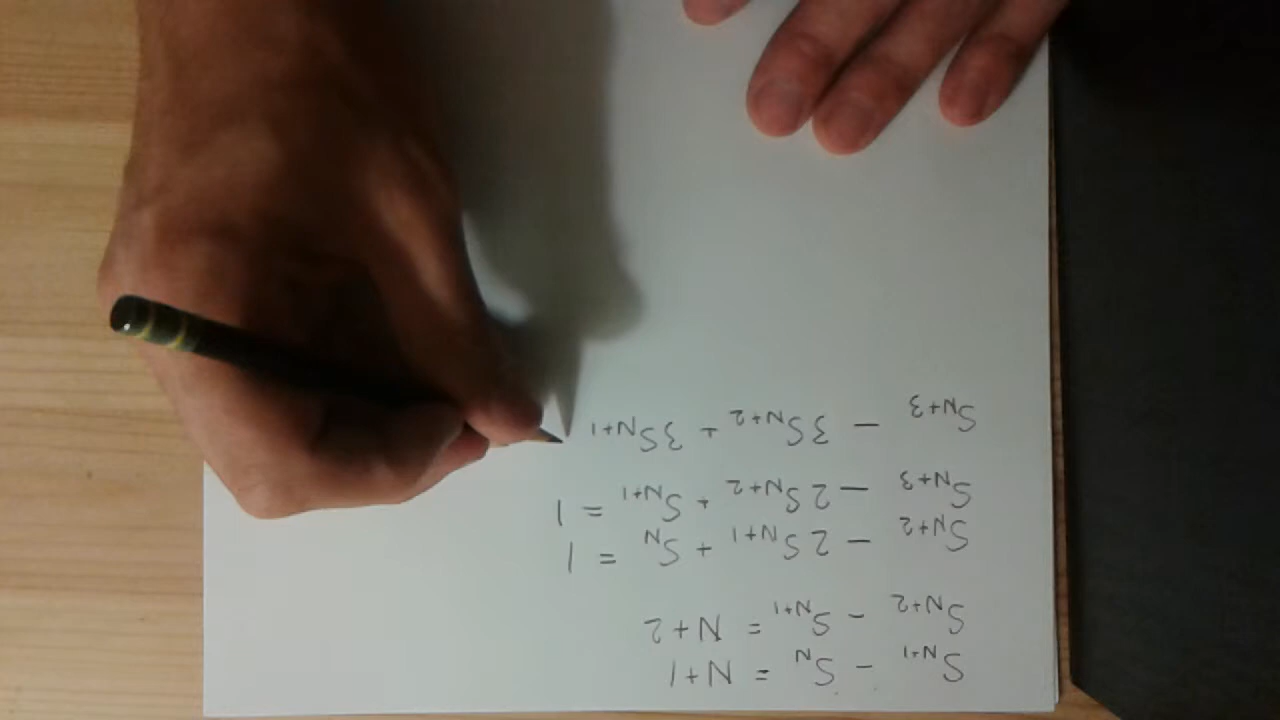 S_{N+1} - S_N = N+1
S_{N+2} - S_{N+1} = N+2
S_{N+2} - 2S_{N+1} + S_N = 1
S_{N+3} - 2S_{N+2} + S_{N+1} = 1
S_{N+3} - 3S_{N+2} + 3S_{N+1}